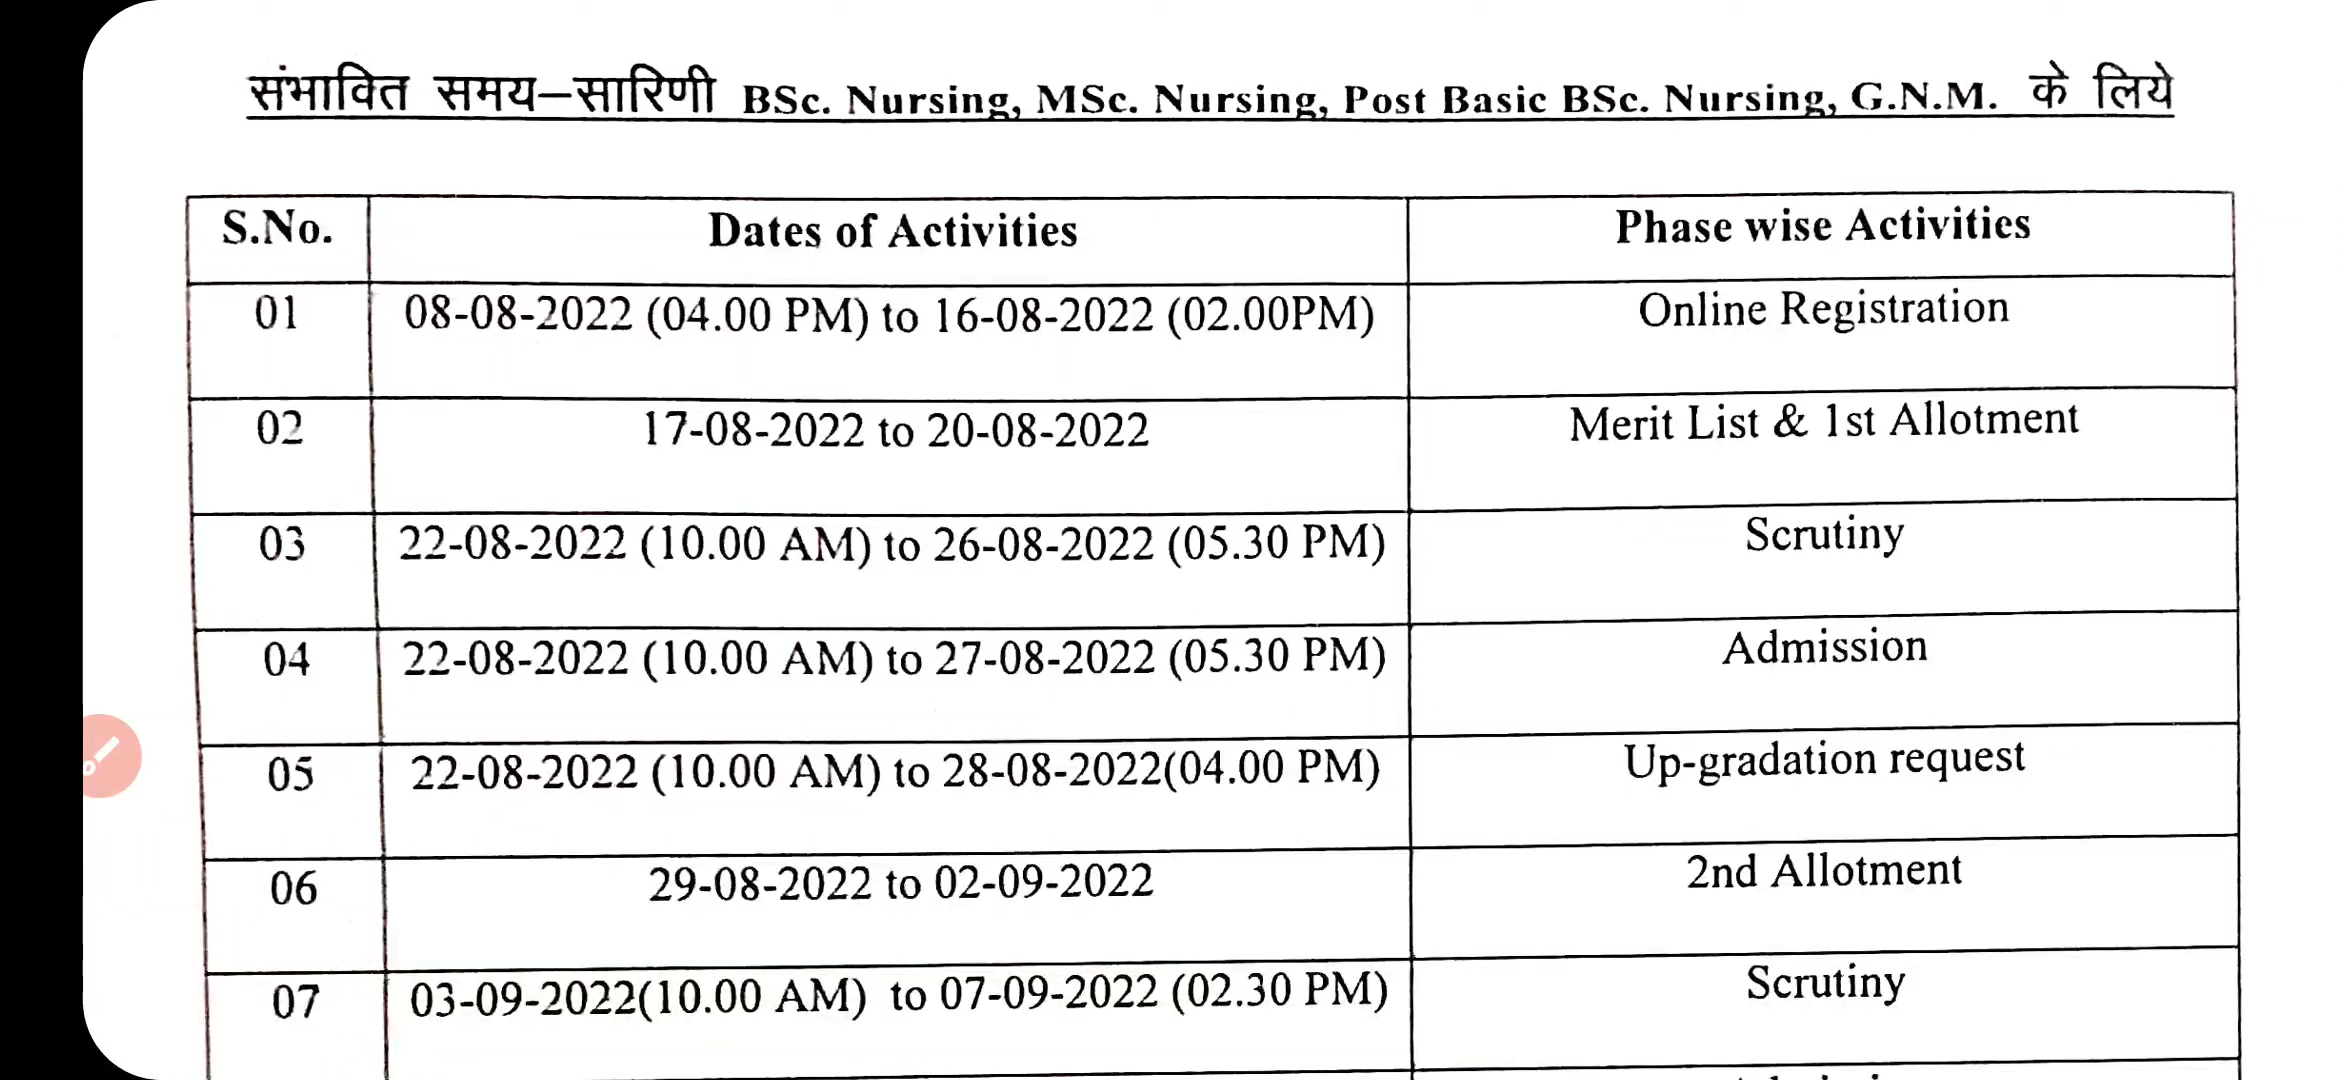 संभावित समय–सारिणी BSc. Nursing, MSc. Nursing, Post Basic BSc. Nursing, G.N.M. के लिये
S.No. Dates of Activities Phase wise Activities
01 08-08-2022 (04.00 PM) to 16-08-2022 (02.00PM) Online Registration
02 17-08-2022 to 20-08-2022 Merit List & 1st Allotment
03 22-08-2022 (10.00 AM) to 26-08-2022 (05.30 PM) Scrutiny
04 22-08-2022 (10.00 AM) to 27-08-2022 (05.30 PM) Admission
05 22-08-2022 (10.00 AM) to 28-08-2022(04.00 PM) Up-gradation request
06 29-08-2022 to 02-09-2022 2nd Allotment
07 03-09-2022(10.00 AM) to 07-09-2022 (02.30 PM) Scrutiny